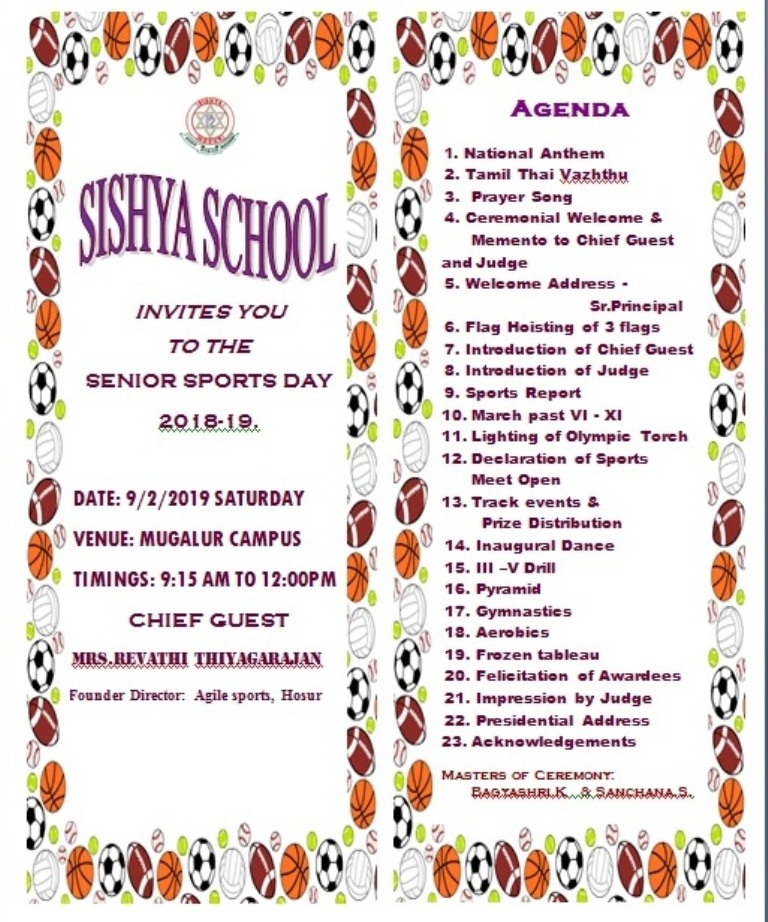 SISHYA SCHOOL
INVITES YOU
TO THE
SENIOR SPORTS DAY
2018-19.
DATE: 9/2/2019 SATURDAY
VENUE: MUGALUR CAMPUS
TIMINGS: 9:15 AM TO 12:00PM
CHIEF GUEST
MRS.REVATHI THIYAGARAJAN
Founder Director: Agile sports, Hosur
AGENDA
1. National Anthem
2. Tamil Thai Vazhthu
3. Prayer Song
4. Ceremonial Welcome &
Memento to Chief Guest
and Judge
5. Welcome Address -
Sr.Principal
6. Flag Hoisting of 3 flags
7. Introduction of Chief Guest
8. Introduction of Judge
9. Sports Report
10. March past VI - XI
11. Lighting of Olympic Torch
12. Declaration of Sports
Meet Open
13. Track events &
Prize Distribution
14. Inaugural Dance
15. III –V Drill
16. Pyramid
17. Gymnastics
18. Aerobics
19. Frozen tableau
20. Felicitation of Awardees
21. Impression by Judge
22. Presidential Address
23. Acknowledgements
MASTERS OF CEREMONY:
BAGYASHRI.K & SANCHANA S.